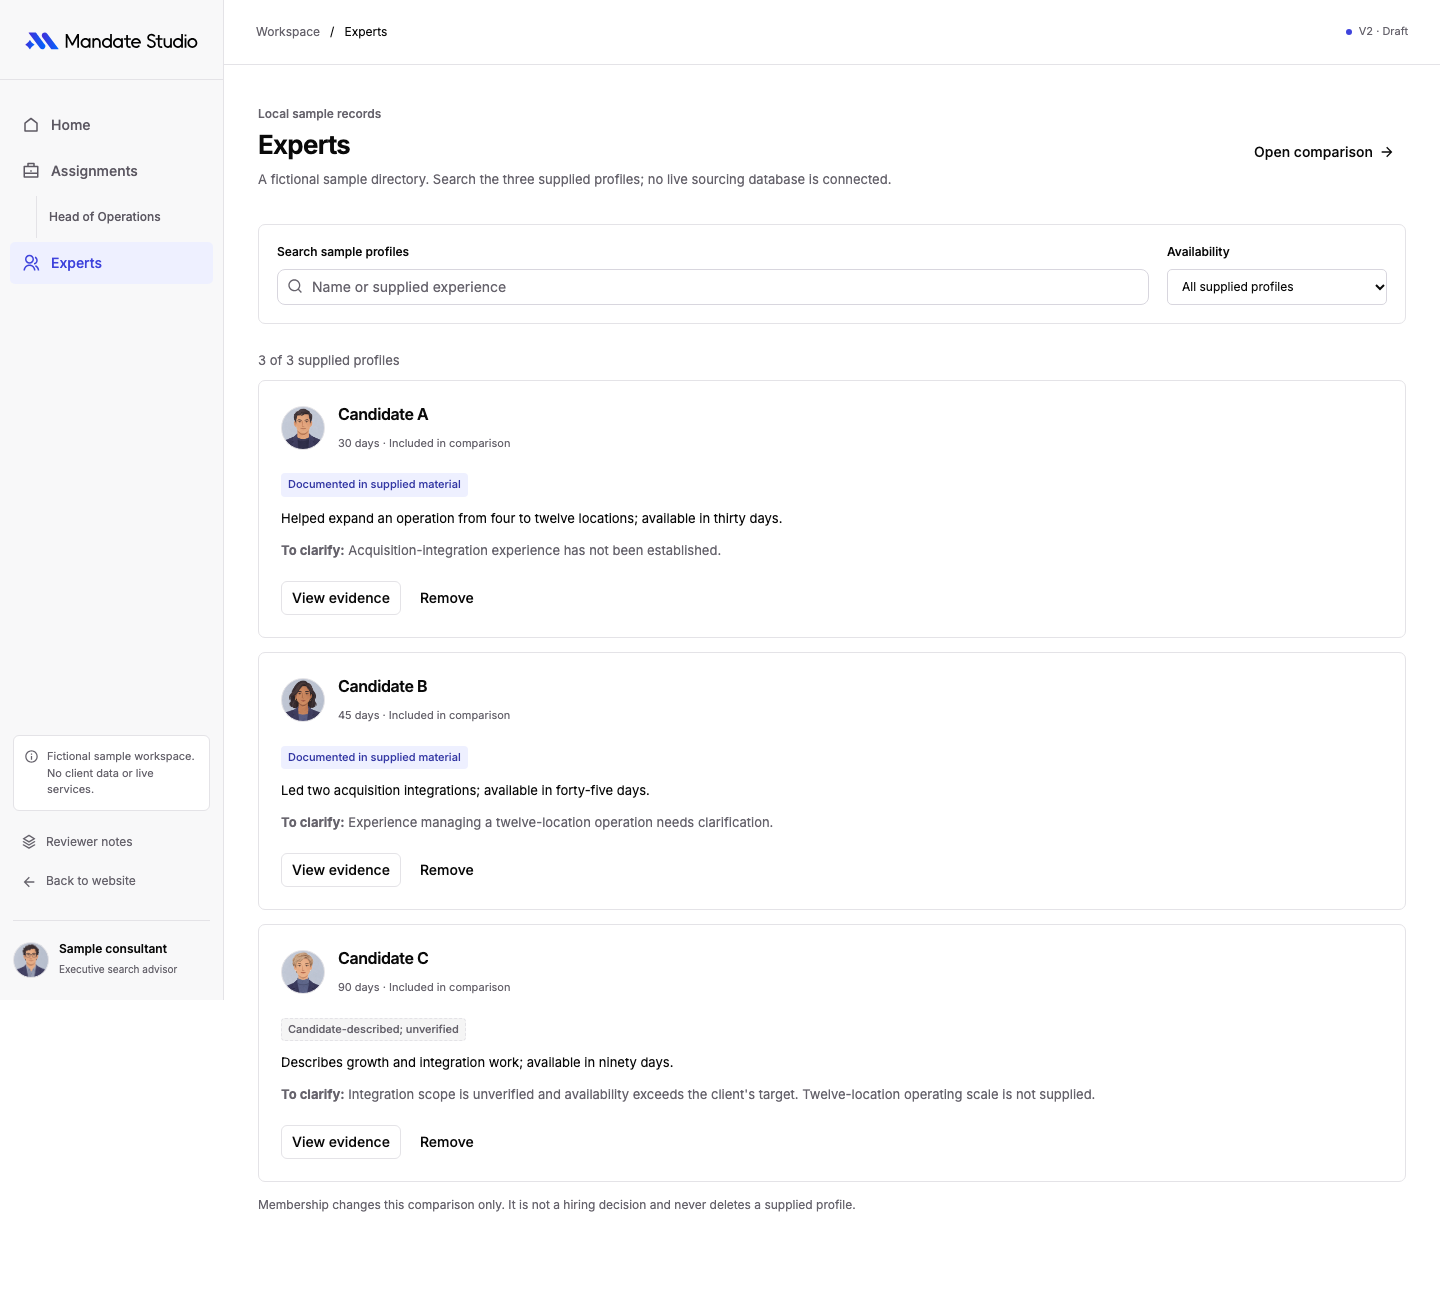 Mandate Studio
Workspace / Experts
V2 · Draft
Home
Assignments
Head of Operations
Experts
Local sample records
Experts
Open comparison →
A fictional sample directory. Search the three supplied profiles; no live sourcing database is connected.
Search sample profiles
Availability
Name or supplied experience
All supplied profiles
3 of 3 supplied profiles
Candidate A
30 days · Included in comparison
Documented in supplied material
Helped expand an operation from four to twelve locations; available in thirty days.
To clarify: Acquisition-integration experience has not been established.
View evidence
Remove
Candidate B
45 days · Included in comparison
Documented in supplied material
Led two acquisition integrations; available in forty-five days.
To clarify: Experience managing a twelve-location operation needs clarification.
View evidence
Remove
Candidate C
90 days · Included in comparison
Candidate-described; unverified
Describes growth and integration work; available in ninety days.
To clarify: Integration scope is unverified and availability exceeds the client's target. Twelve-location operating scale is not supplied.
View evidence
Remove
Membership changes this comparison only. It is not a hiring decision and never deletes a supplied profile.
Fictional sample workspace.
No client data or live
services.
Reviewer notes
Back to website
Sample consultant
Executive search advisor